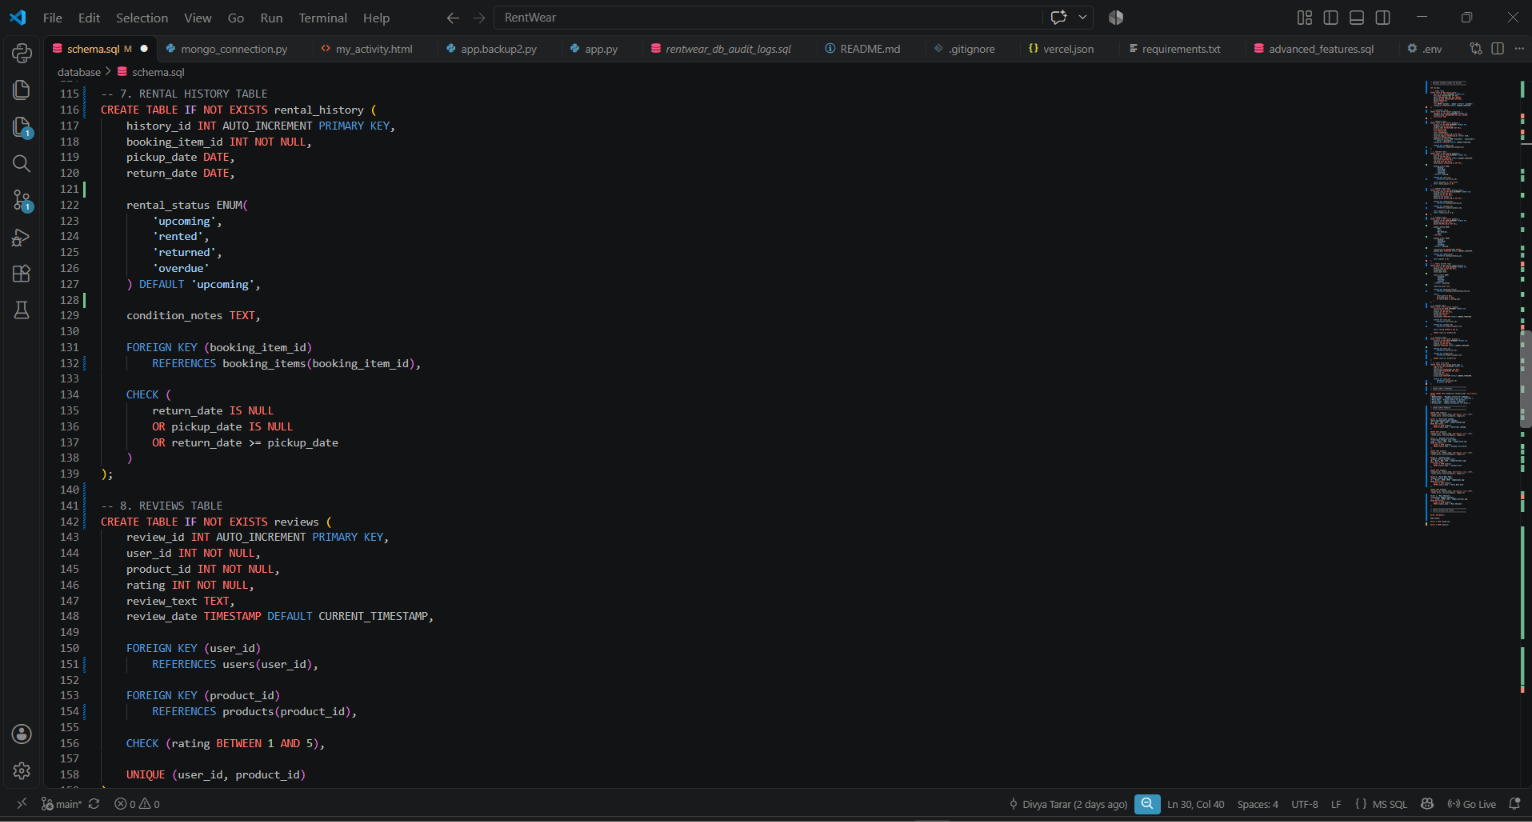 File Edit Selection View Go Run Terminal Help
RentWear
schema.sql M
mongo_connection.py
my_activity.html
app.backup2.py
app.py
rentwear_db_audit_logs.sql
README.md
.gitignore
vercel.json
requirements.txt
advanced_features.sql
.env
database > schema.sql
115 -- 7. RENTAL HISTORY TABLE
116 CREATE TABLE IF NOT EXISTS rental_history (
117 history_id INT AUTO_INCREMENT PRIMARY KEY,
118 booking_item_id INT NOT NULL,
119 pickup_date DATE,
120 return_date DATE,
121
122 rental_status ENUM(
123 'upcoming',
124 'rented',
125 'returned',
126 'overdue'
127 ) DEFAULT 'upcoming',
128
129 condition_notes TEXT,
130
131 FOREIGN KEY (booking_item_id)
132 REFERENCES booking_items(booking_item_id),
133
134 CHECK (
135 return_date IS NULL
136 OR pickup_date IS NULL
137 OR return_date >= pickup_date
138 )
139 );
140
141 -- 8. REVIEWS TABLE
142 CREATE TABLE IF NOT EXISTS reviews (
143 review_id INT AUTO_INCREMENT PRIMARY KEY,
144 user_id INT NOT NULL,
145 product_id INT NOT NULL,
146 rating INT NOT NULL,
147 review_text TEXT,
148 review_date TIMESTAMP DEFAULT CURRENT_TIMESTAMP,
149
150 FOREIGN KEY (user_id)
151 REFERENCES users(user_id),
152
153 FOREIGN KEY (product_id)
154 REFERENCES products(product_id),
155
156 CHECK (rating BETWEEN 1 AND 5),
157
158 UNIQUE (user_id, product_id)
1
1
main* 0 0 Divya Tarar (2 days ago) Ln 30, Col 40 Spaces: 4 UTF-8 LF {} MS SQL Go Live